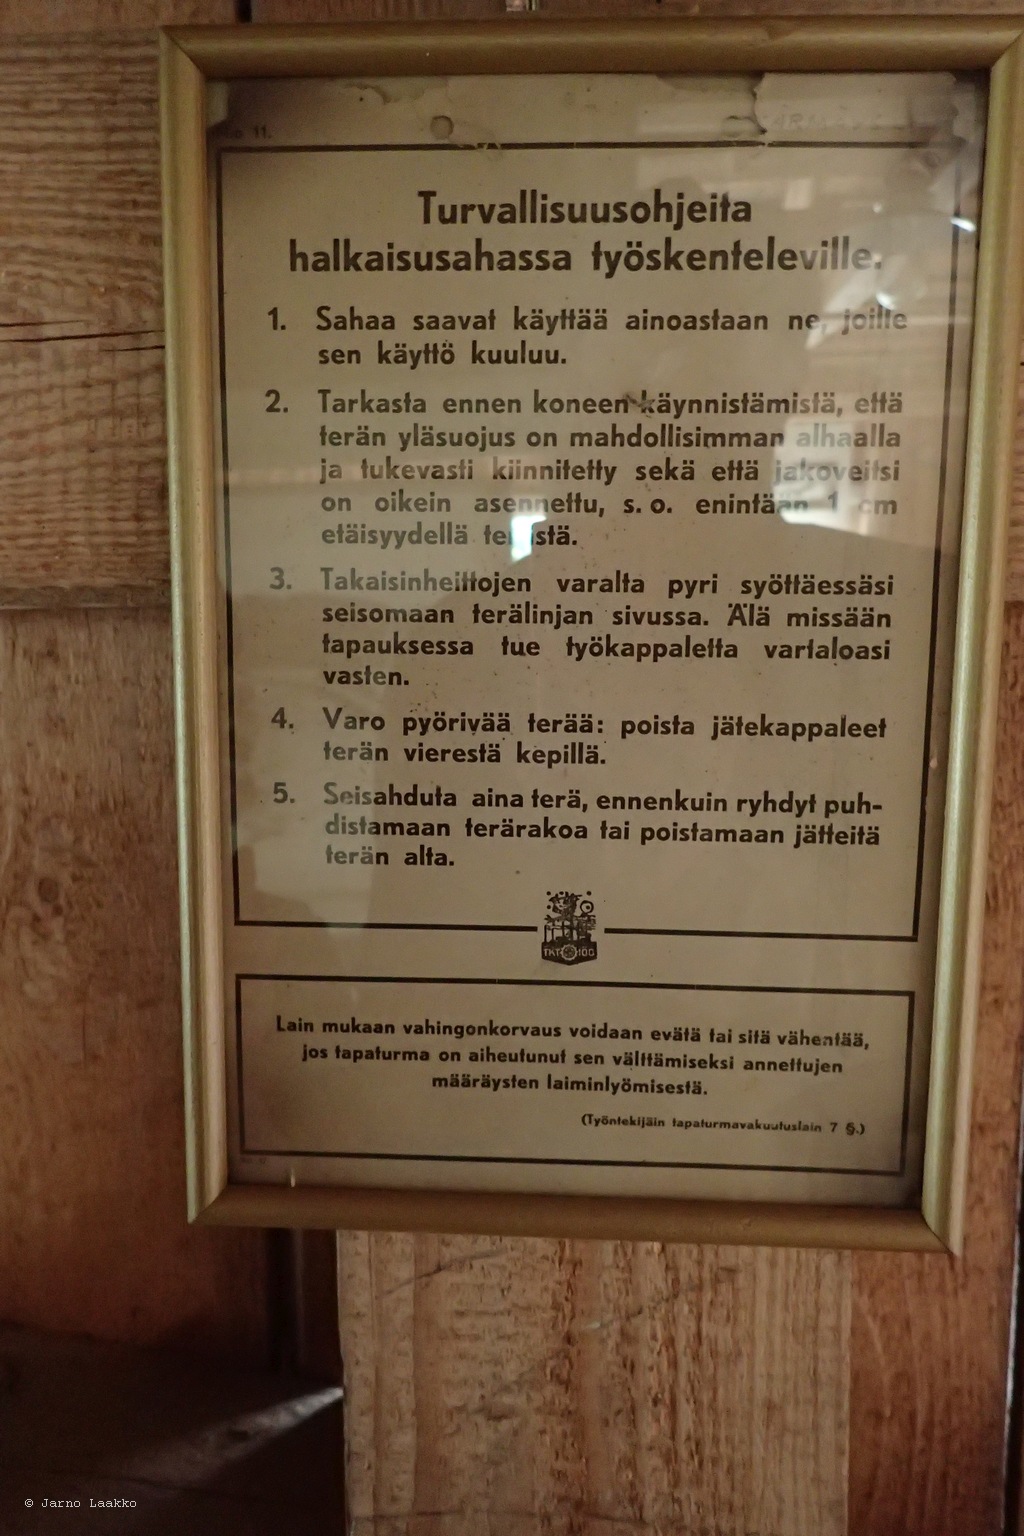 11.
Turvallisuusohjeita
halkaisusahassa työskenteleville.
1. Sahaa saavat käyttää ainoastaan ne, joille
sen käyttö kuuluu.
2. Tarkasta ennen koneen käynnistämistä, että
terän yläsuojus on mahdollisimman alhaalla
ja tukevasti kiinnitetty sekä että jakoveitsi
on oikein asennettu, s. o. enintään 1 cm
etäisyydellä terästä.
3. Takaisinheittojen varalta pyri syöttäessäsi
seisomaan terälinjan sivussa. Älä missään
tapauksessa tue työkappaletta vartaloasi
vasten.
4. Varo pyörivää terää: poista jätekappaleet
terän vierestä kepillä.
5. Seisahduta aina terä, ennenkuin ryhdyt puh-
distamaan terärakoa tai poistamaan jätteitä
terän alta.
TKT 100
Lain mukaan vahingonkorvaus voidaan evätä tai sitä vähentää,
jos tapaturma on aiheutunut sen välttämiseksi annettujen
määräysten laiminlyömisestä.
(Työntekijäin tapaturmavakuutuslain 7 §.)
© Jarno Laakko